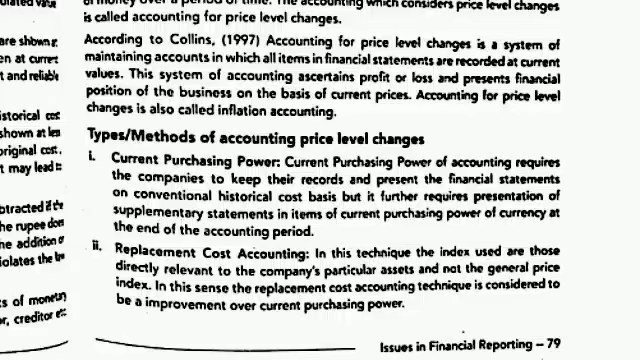 of money over a period of time. The accounting which considers price level changes
is called accounting for price level changes.
According to Collins, (1997) Accounting for price level changes is a system of
maintaining accounts in which all items in financial statements are recorded at current
values. This system of accounting ascertains profit or loss and presents financial
position of the business on the basis of current prices. Accounting for price level
changes is also called inflation accounting.
Types/Methods of accounting price level changes
i. Current Purchasing Power: Current Purchasing Power of accounting requires
the companies to keep their records and present the financial statements
on conventional historical cost basis but it further requires presentation of
supplementary statements in items of current purchasing power of currency at
the end of the accounting period.
ii. Replacement Cost Accounting: In this technique the index used are those
directly relevant to the company's particular assets and not the general price
index. In this sense the replacement cost accounting technique is considered to
be a improvement over current purchasing power.
Issues in Financial Reporting – 79
are shown
at current
t and reliable
historical cost
shown at
original cost,
it may lead
if the
the rupee
the addition
s of monetary
or, creditor etc